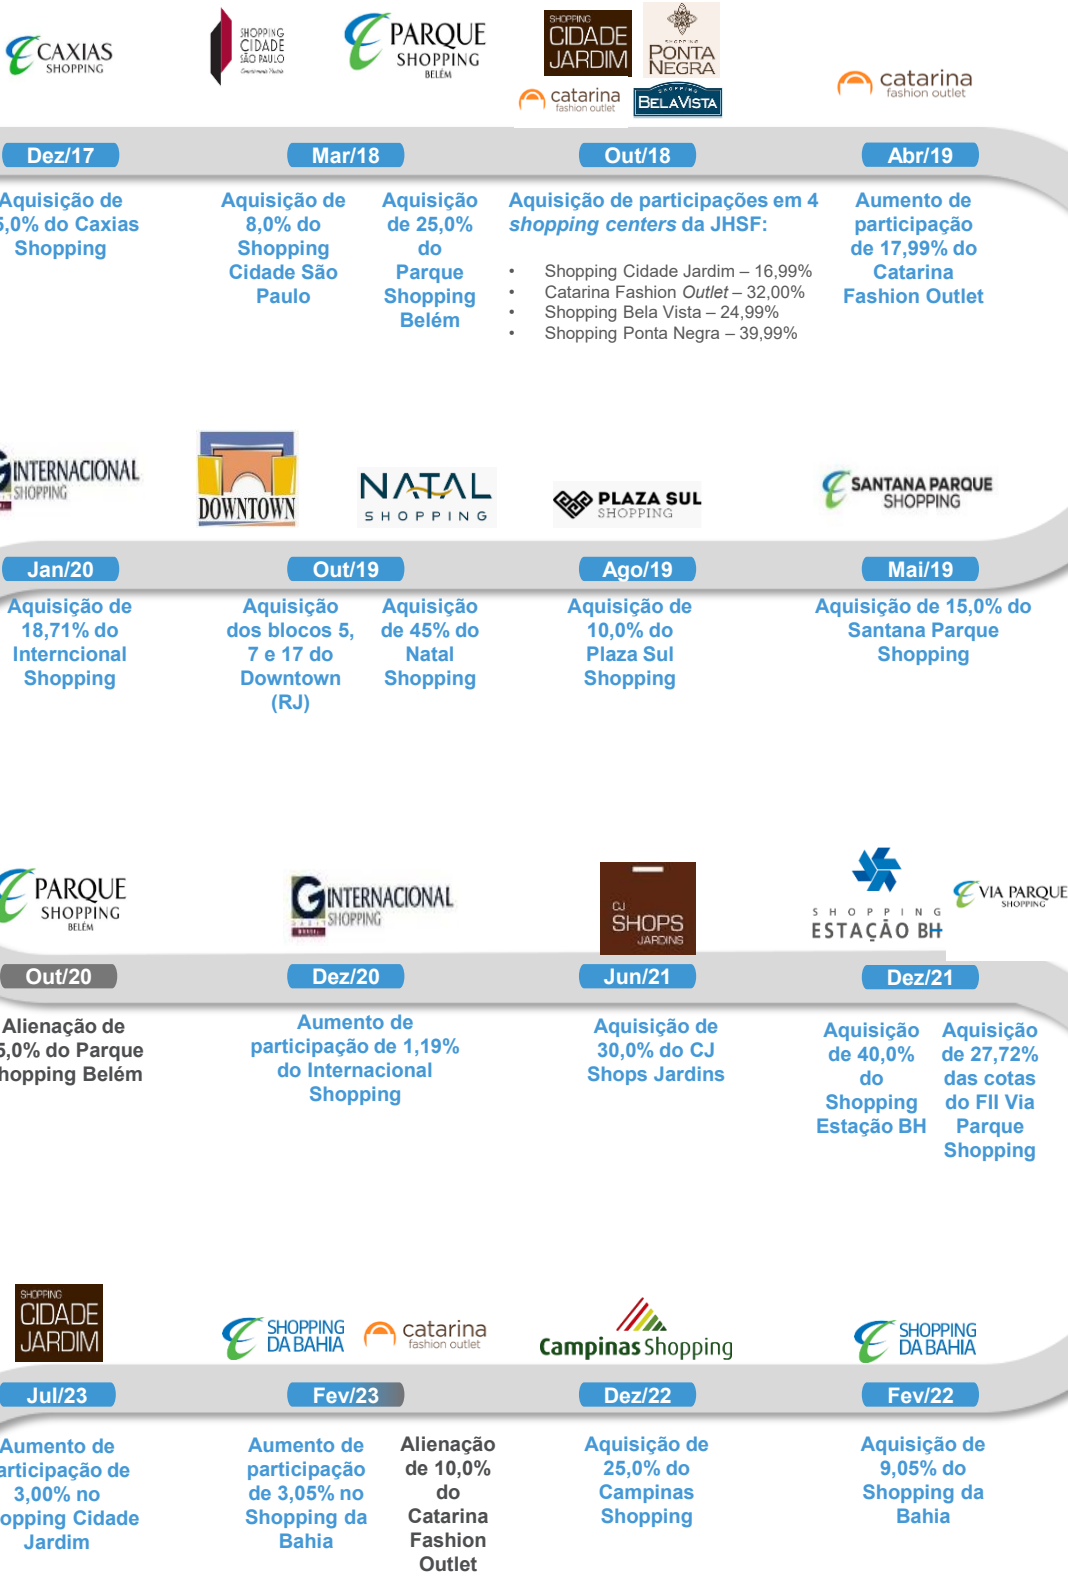 CAXIAS
SHOPPING
SHOPPING
CIDADE
SÃO PAULO
PARQUE
SHOPPING
BELÉM
SHOPPING
CIDADE
JARDIM
SHOPPING
PONTA
NEGRA
catarina
fashion outlet
SHOPPING
BELAVISTA
catarina
fashion outlet
Dez/17
Mar/18
Out/18
Abr/19
Aquisição de
5,0% do Caxias
Shopping
Aquisição de
8,0% do
Shopping
Cidade São
Paulo
Aquisição
de 25,0%
do
Parque
Shopping
Belém
Aquisição de participações em 4
shopping centers da JHSF:
• Shopping Cidade Jardim – 16,99%
• Catarina Fashion Outlet – 32,00%
• Shopping Bela Vista – 24,99%
• Shopping Ponta Negra – 39,99%
Aumento de
participação
de 17,99% do
Catarina
Fashion Outlet
INTERNACIONAL
SHOPPING
DOWNTOWN
NATAL
SHOPPING
PLAZA SUL
SHOPPING
SANTANA PARQUE
SHOPPING
Jan/20
Out/19
Ago/19
Mai/19
Aquisição de
18,71% do
Interncional
Shopping
Aquisição
dos blocos 5,
7 e 17 do
Downtown
(RJ)
Aquisição
de 45% do
Natal
Shopping
Aquisição de
10,0% do
Plaza Sul
Shopping
Aquisição de 15,0% do
Santana Parque
Shopping
PARQUE
SHOPPING
BELÉM
INTERNACIONAL
SHOPPING
CJ
SHOPS
JARDINS
SHOPPING
ESTAÇÃO BH
VIA PARQUE
SHOPPING
Out/20
Dez/20
Jun/21
Dez/21
Alienação de
5,0% do Parque
hopping Belém
Aumento de
participação de 1,19%
do Internacional
Shopping
Aquisição de
30,0% do CJ
Shops Jardins
Aquisição
de 40,0%
do
Shopping
Estação BH
Aquisição
de 27,72%
das cotas
do FII Via
Parque
Shopping
SHOPPING
CIDADE
JARDIM
SHOPPING
DA BAHIA
catarina
fashion outlet
Campinas Shopping
SHOPPING
DA BAHIA
Jul/23
Fev/23
Dez/22
Fev/22
Aumento de
articipação de
3,00% no
opping Cidade
Jardim
Aumento de
participação
de 3,05% no
Shopping da
Bahia
Alienação
de 10,0%
do
Catarina
Fashion
Outlet
Aquisição de
25,0% do
Campinas
Shopping
Aquisição de
9,05% do
Shopping da
Bahia